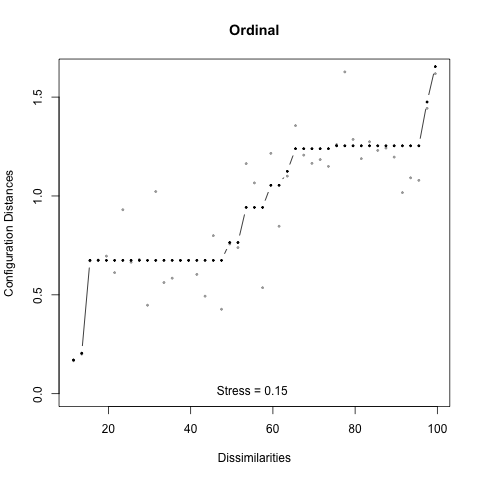 Ordinal
Configuration Distances
1.5
1.0
0.5
0.0
Stress = 0.15
20 40 60 80 100
Dissimilarities